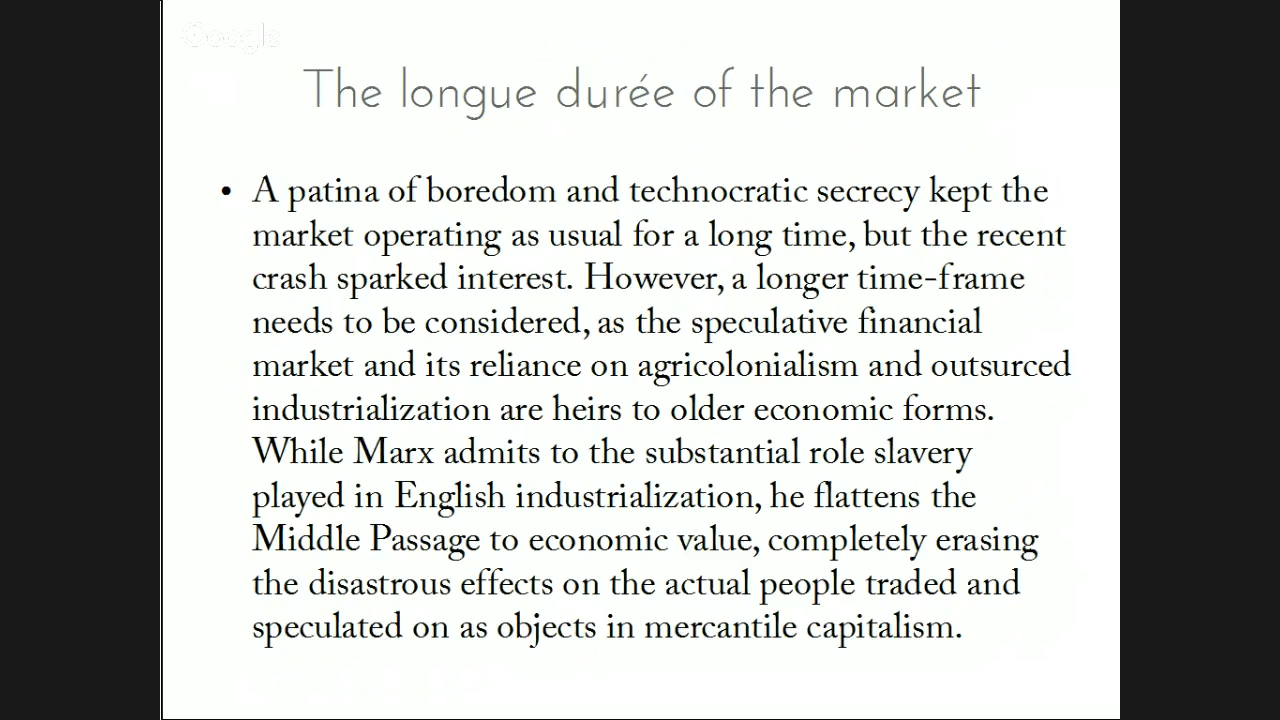 Google
The longue durée of the market
• A patina of boredom and technocratic secrecy kept the
market operating as usual for a long time, but the recent
crash sparked interest. However, a longer time-frame
needs to be considered, as the speculative financial
market and its reliance on agricolonialism and outsurced
industrialization are heirs to older economic forms.
While Marx admits to the substantial role slavery
played in English industrialization, he flattens the
Middle Passage to economic value, completely erasing
the disastrous effects on the actual people traded and
speculated on as objects in mercantile capitalism.